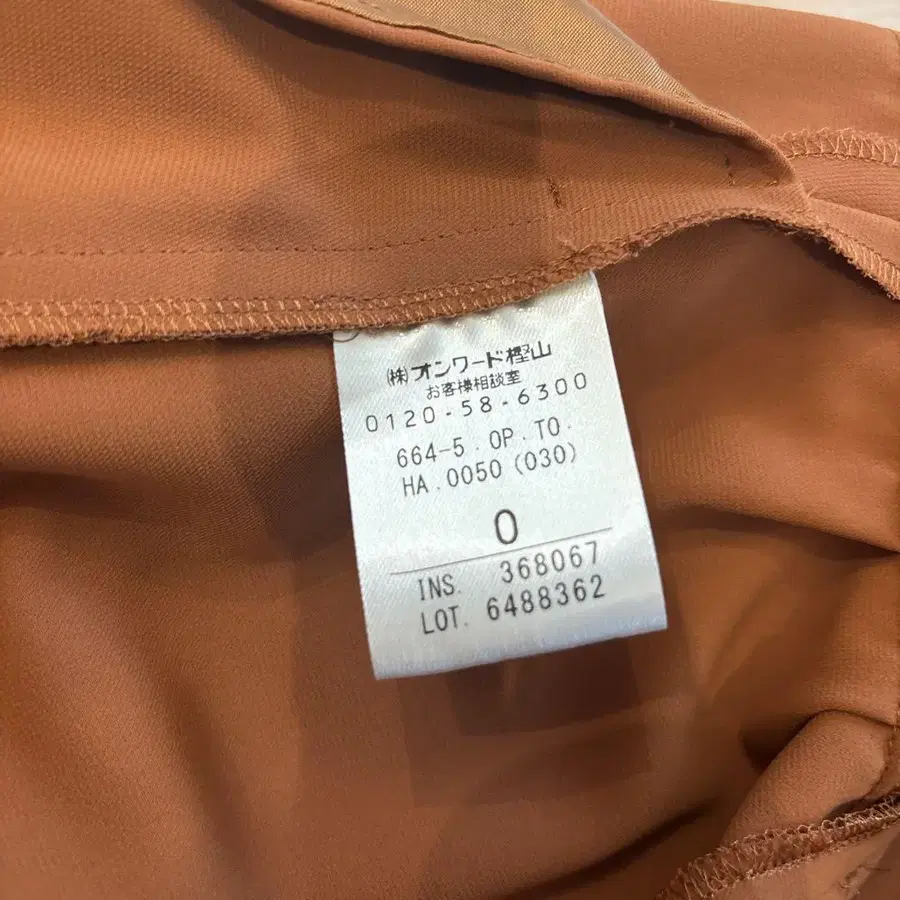 (株)オンワード樫山
お客様相談室
0120-58-6300
664-5.OP.TO.
HA.0050(030)
0
INS. 368067
LOT. 6488362